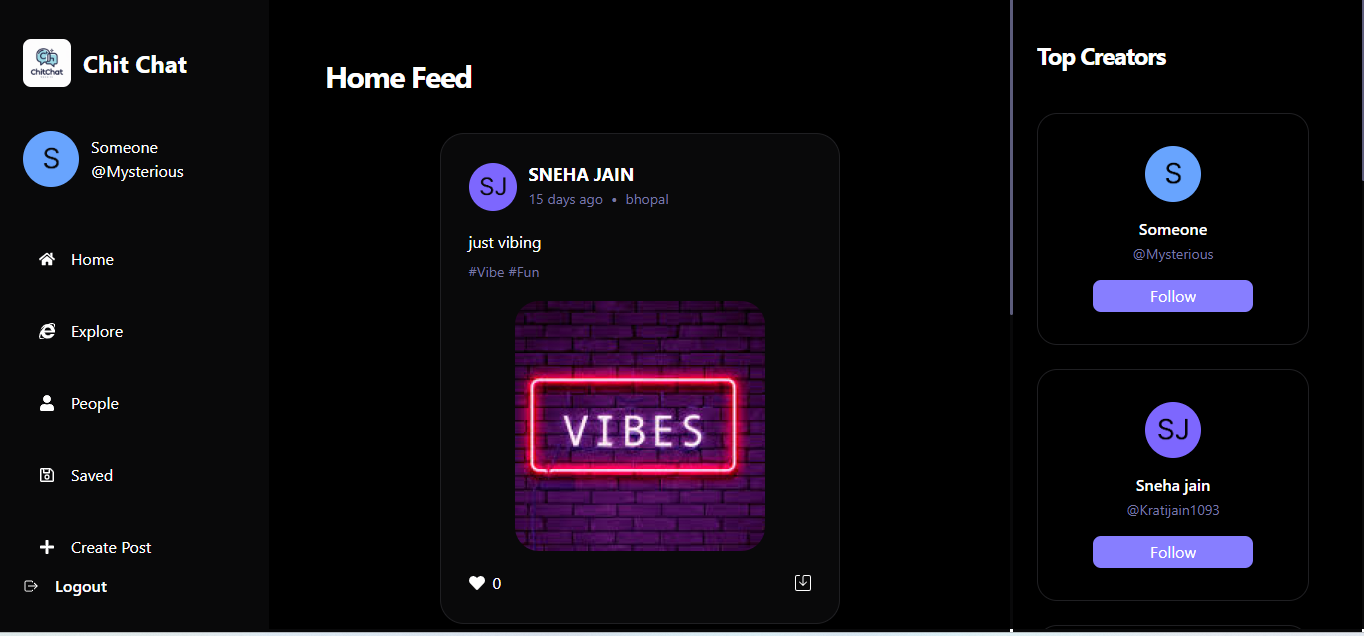 ChitChat
Chit Chat
S
Someone
@Mysterious
Home
Explore
People
Saved
Create Post
Logout
Home Feed
SJ
SNEHA JAIN
15 days ago • bhopal
just vibing
#Vibe #Fun
VIBES
0
Top Creators
S
Someone
@Mysterious
Follow
SJ
Sneha jain
@Kratijain1093
Follow